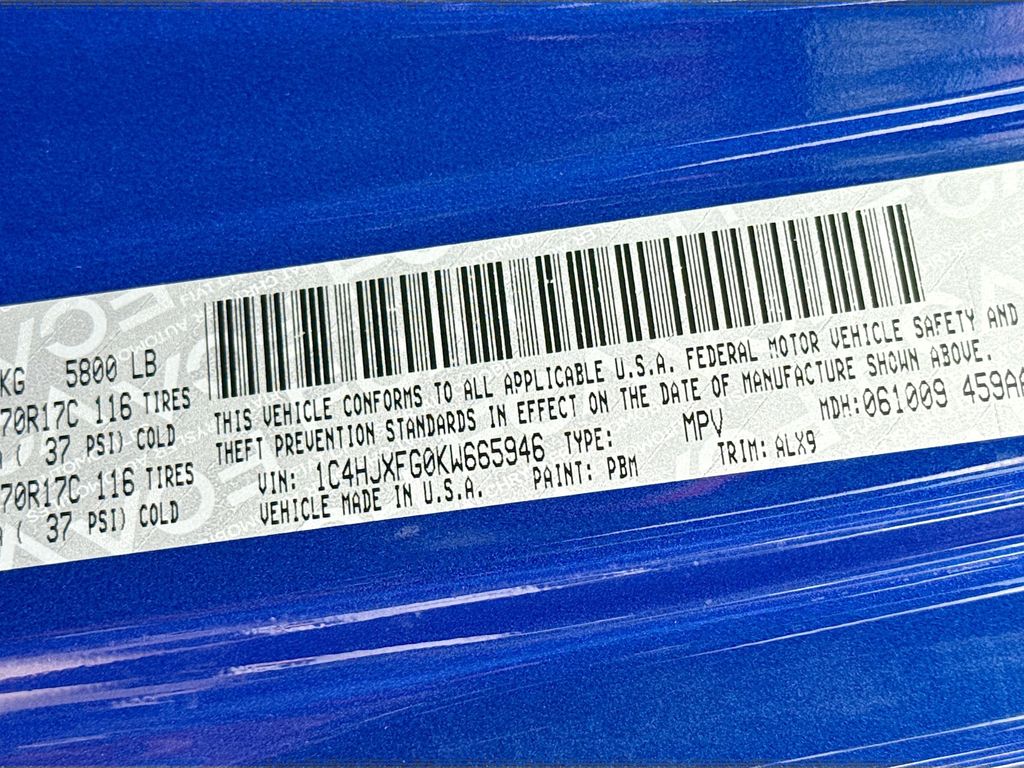 KG 5800 LB
70R17C 116 TIRES
( 37 PSI) COLD
70R17C 116 TIRES
( 37 PSI) COLD
THIS VEHICLE CONFORMS TO ALL APPLICABLE U.S.A. FEDERAL MOTOR VEHICLE SAFETY AND
THEFT PREVENTION STANDARDS IN EFFECT ON THE DATE OF MANUFACTURE SHOWN ABOVE.
VIN: 1C4HJXFG0KW665946 TYPE: MPV MDH:061009 459AA
VEHICLE MADE IN U.S.A. PAINT: PBM TRIM: ALX9